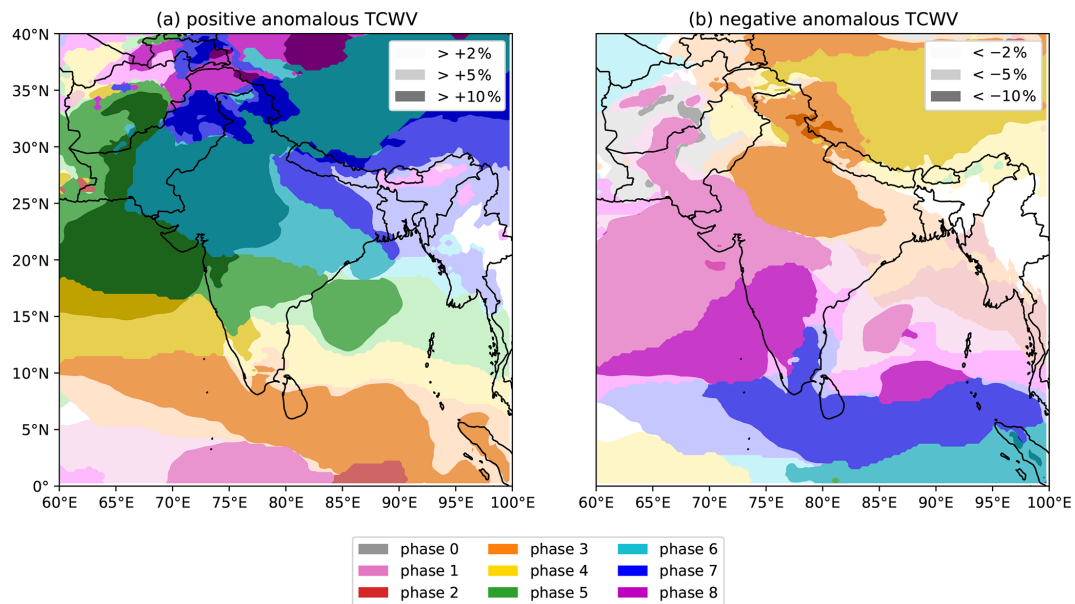 (a) positive anomalous TCWV
(b) negative anomalous TCWV
40°N
35°N
30°N
25°N
20°N
15°N
10°N
5°N
0°
> +2%
> +5%
> +10%
< −2%
< −5%
< −10%
60°E 65°E 70°E 75°E 80°E 85°E 90°E 95°E 100°E
60°E 65°E 70°E 75°E 80°E 85°E 90°E 95°E 100°E
phase 0 phase 3 phase 6
phase 1 phase 4 phase 7
phase 2 phase 5 phase 8